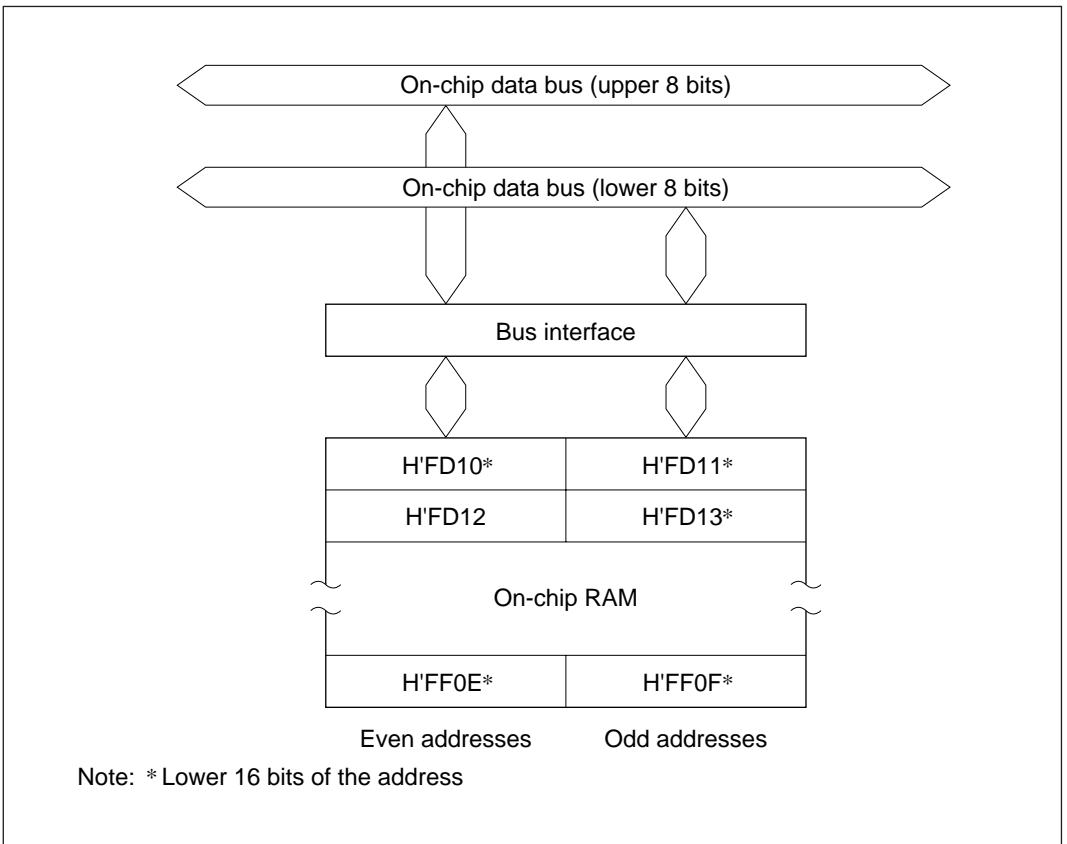 On-chip data bus (upper 8 bits)
On-chip data bus (lower 8 bits)
Bus interface
H'FD10* H'FD11*
H'FD12 H'FD13*
On-chip RAM
H'FF0E* H'FF0F*
Even addresses Odd addresses
Note: * Lower 16 bits of the address